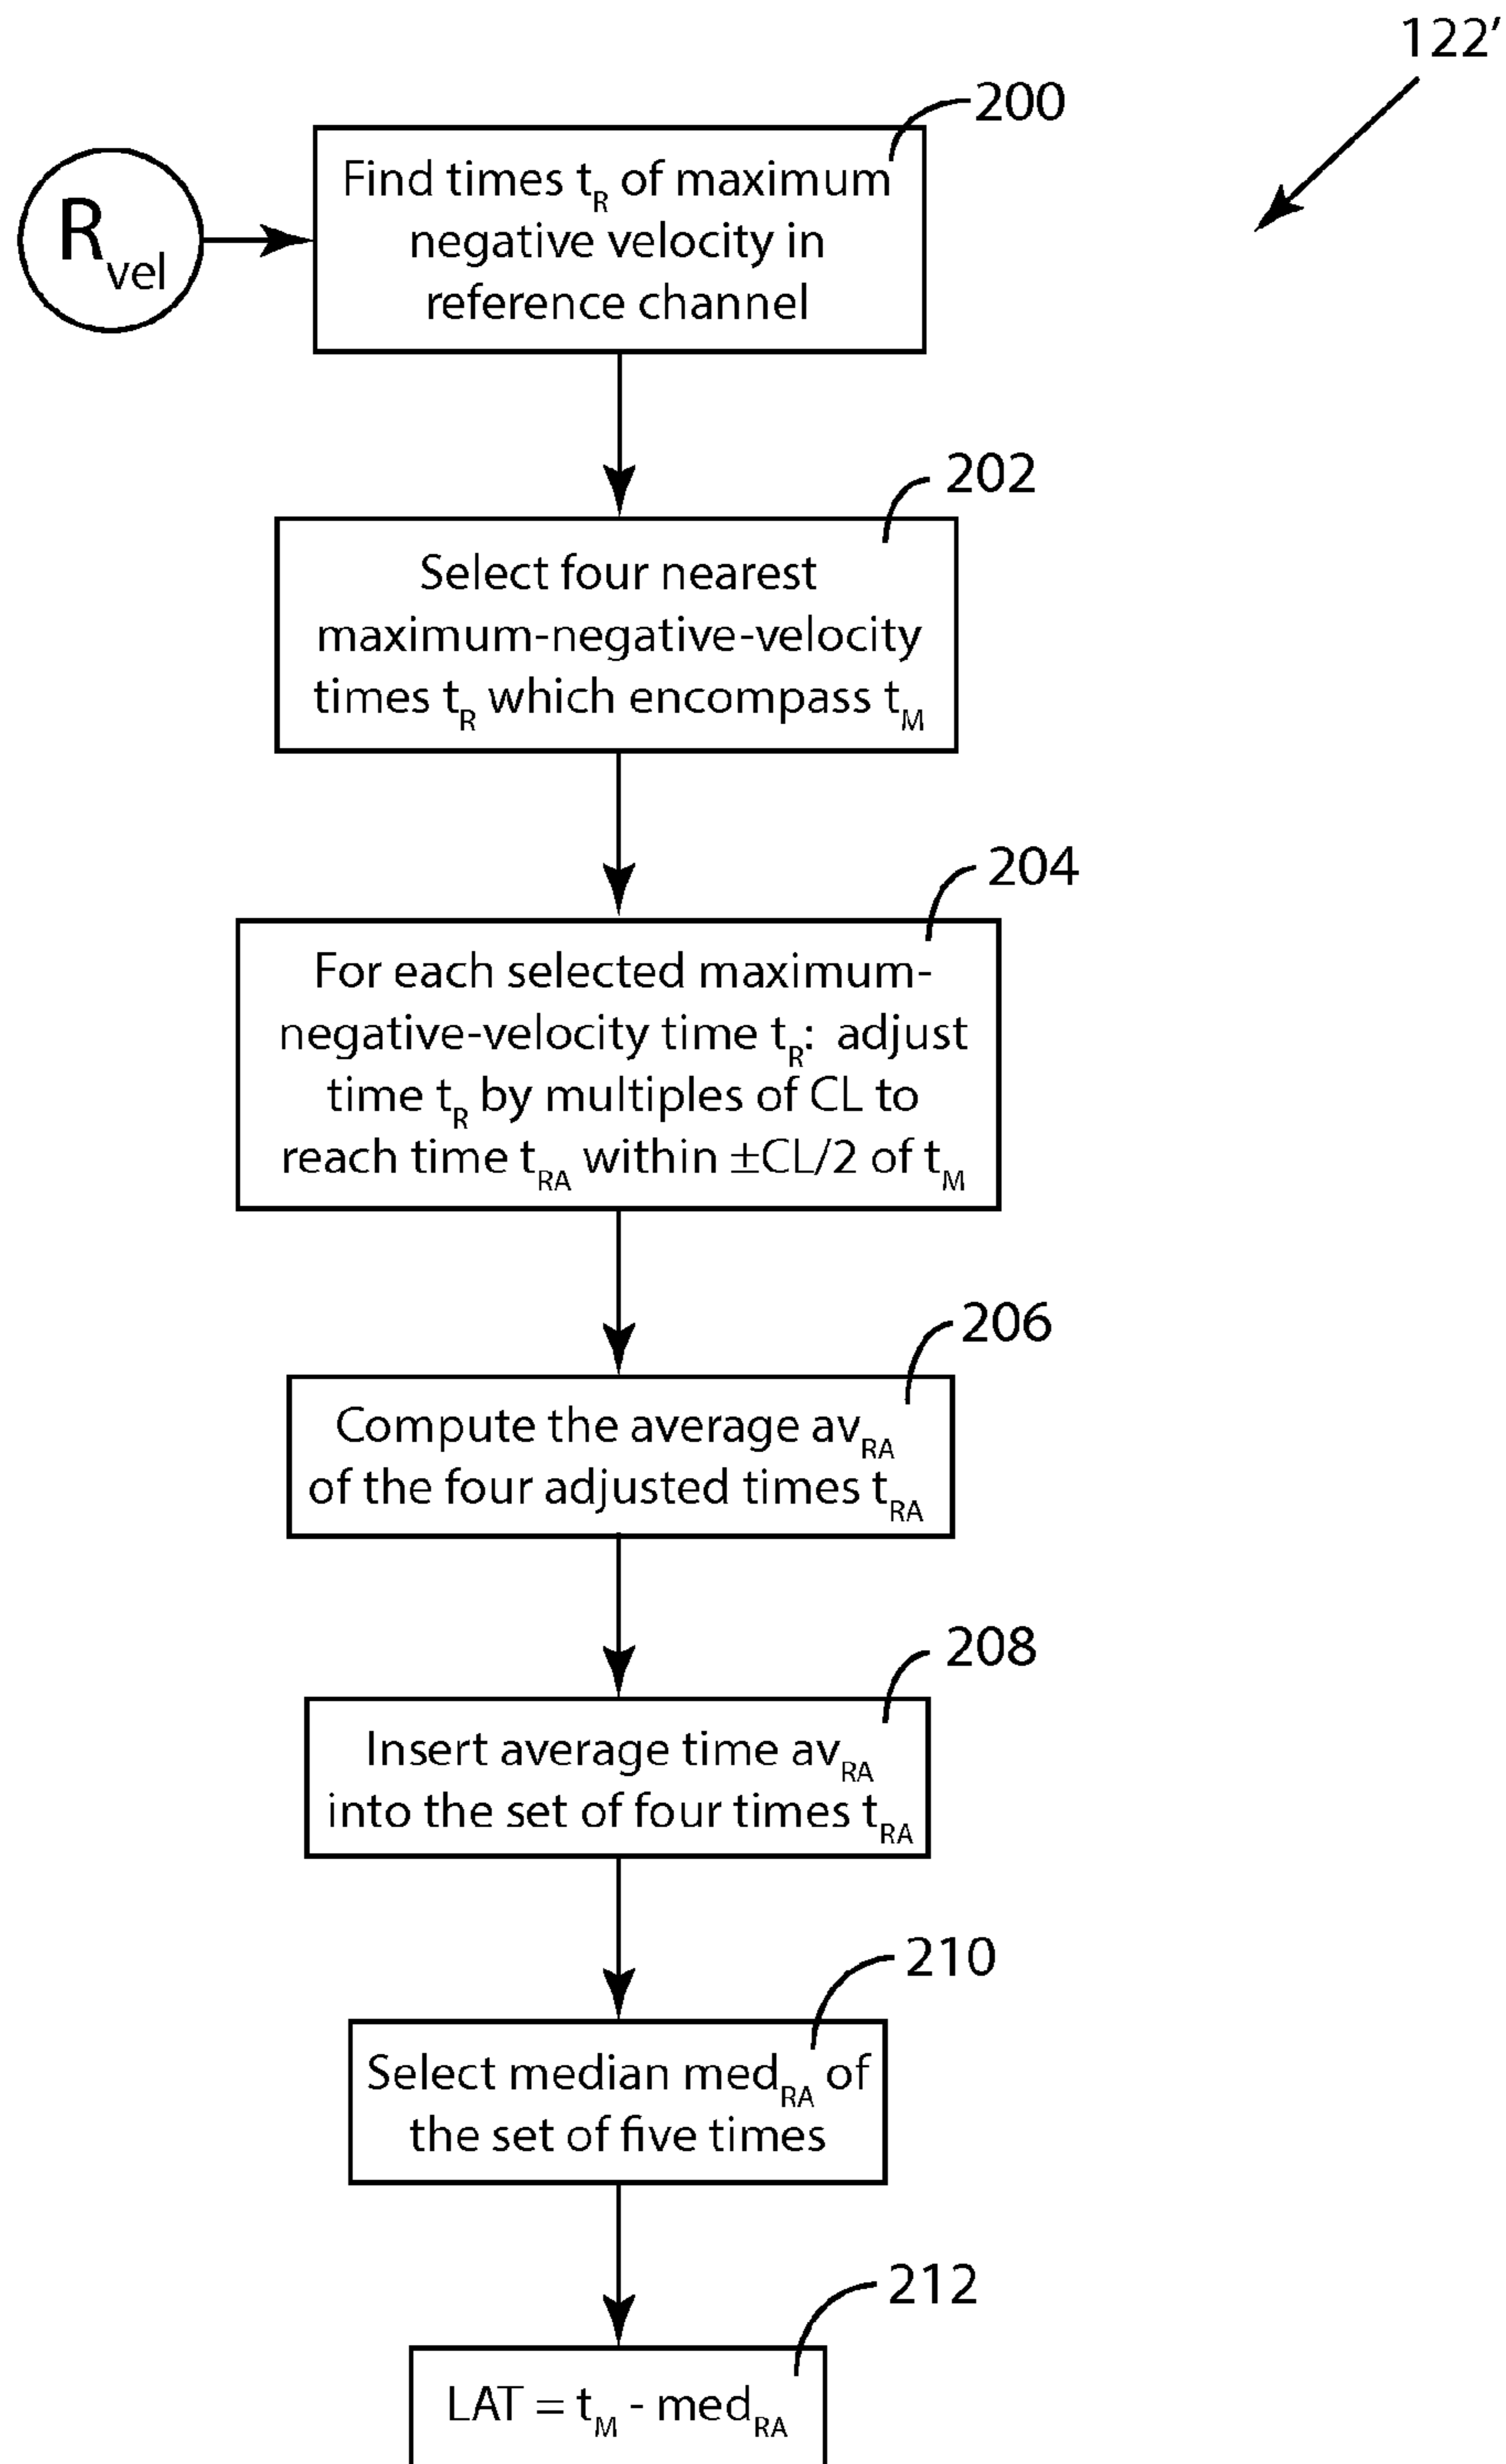 122'
200
R_vel
Find times t_R of maximum
negative velocity in
reference channel
202
Select four nearest
maximum-negative-velocity
times t_R which encompass t_M
204
For each selected maximum-
negative-velocity time t_R: adjust
time t_R by multiples of CL to
reach time t_RA within ±CL/2 of t_M
206
Compute the average av_RA
of the four adjusted times t_RA
208
Insert average time av_RA
into the set of four times t_RA
210
Select median med_RA of
the set of five times
212
LAT = t_M - med_RA